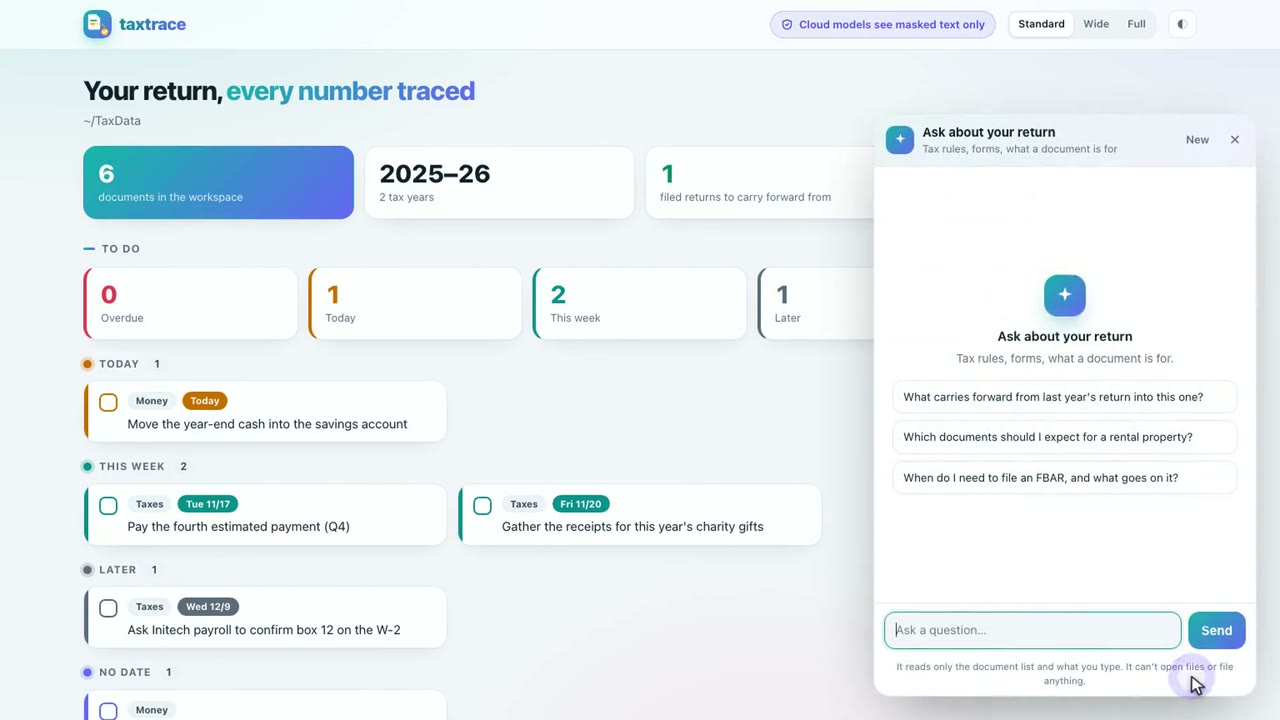 taxtrace
Cloud models see masked text only
Standard Wide Full
Your return, every number traced
~/TaxData
6
documents in the workspace
2025–26
2 tax years
1
filed returns to carry forward from
TO DO
0
Overdue
1
Today
2
This week
1
Later
TODAY 1
Money Today
Move the year-end cash into the savings account
THIS WEEK 2
Taxes Tue 11/17
Pay the fourth estimated payment (Q4)
Taxes Fri 11/20
Gather the receipts for this year's charity gifts
LATER 1
Taxes Wed 12/9
Ask Initech payroll to confirm box 12 on the W-2
NO DATE 1
Money
Ask about your return
Tax rules, forms, what a document is for
New
Ask about your return
Tax rules, forms, what a document is for.
What carries forward from last year's return into this one?
Which documents should I expect for a rental property?
When do I need to file an FBAR, and what goes on it?
Ask a question...
Send
It reads only the document list and what you type. It can't open files or file
anything.